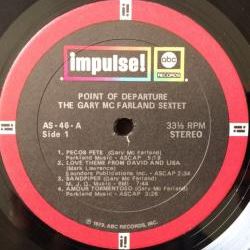 impulse!
abc
RECORDS
POINT OF DEPARTURE
THE GARY MC FARLAND SEXTET
AS-46-A
33⅓ RPM
Side 1
STEREO
1. PECOS PETE (Gary Mc Farland)
Parkland Music - ASCAP 5:19
2. LOVE THEME FROM DAVID AND LISA
(Mark Lawrence)
Saunders Publications, Inc. - ASCAP 2:34
3. SANDPIPER (Gary Mc Farland)
M.J.Q. Music - BMI 7:44
4. AMOUR TORMENTOSO (Gary Mc Farland)
Parkland Music - ASCAP 3:26
ABC RECORDS, INC.